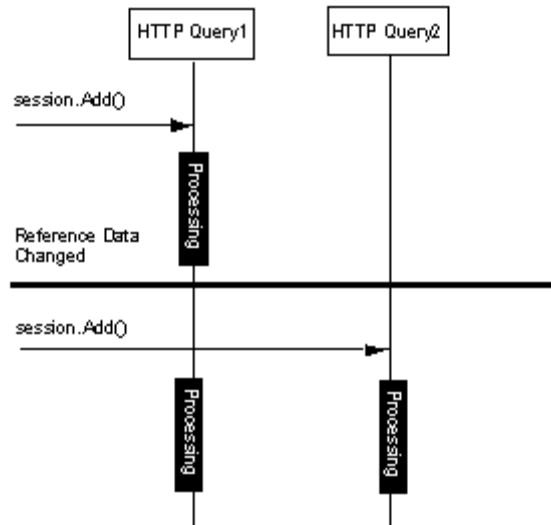 HTTP Query1
HTTP Query2
session.Add()
Processing
Reference Data
Changed
session.Add()
Processing
Processing